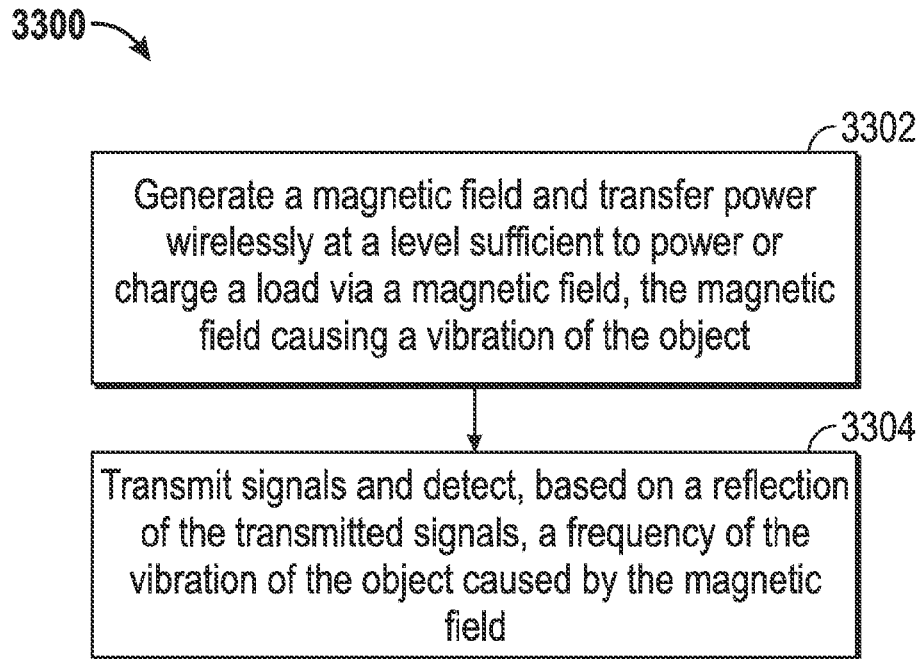 3300
3302
Generate a magnetic field and transfer power
wirelessly at a level sufficient to power or
charge a load via a magnetic field, the magnetic
field causing a vibration of the object
3304
Transmit signals and detect, based on a reflection
of the transmitted signals, a frequency of the
vibration of the object caused by the magnetic
field